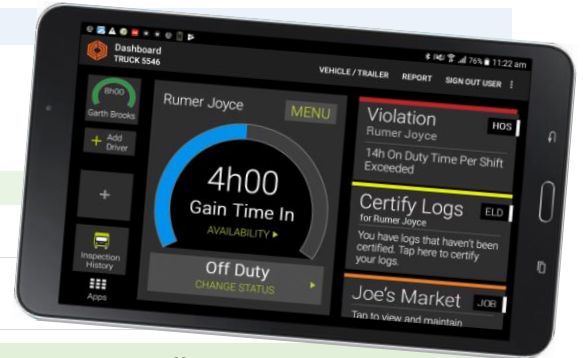 76% 11:22 am
Dashboard
TRUCK 5546
VEHICLE / TRAILER REPORT SIGN OUT USER
8h00
Garth Brooks
+ Add
Driver
+
Inspection
History
Apps
Rumer Joyce MENU
4h00
Gain Time In
AVAILABILITY ▶
Off Duty
CHANGE STATUS ▶
Violation HOS
Rumer Joyce
14h On Duty Time Per Shift
Exceeded
Certify Logs ELD
for Rumer Joyce
You have logs that haven't been
certified. Tap here to certify
your logs.
Joe's Market JOB
Tap to view and maintain